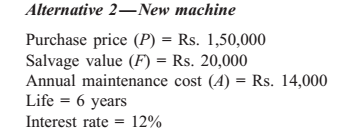 Alternative 2—New machine
Purchase price (P) = Rs. 1,50,000
Salvage value (F) = Rs. 20,000
Annual maintenance cost (A) = Rs. 14,000
Life = 6 years
Interest rate = 12%